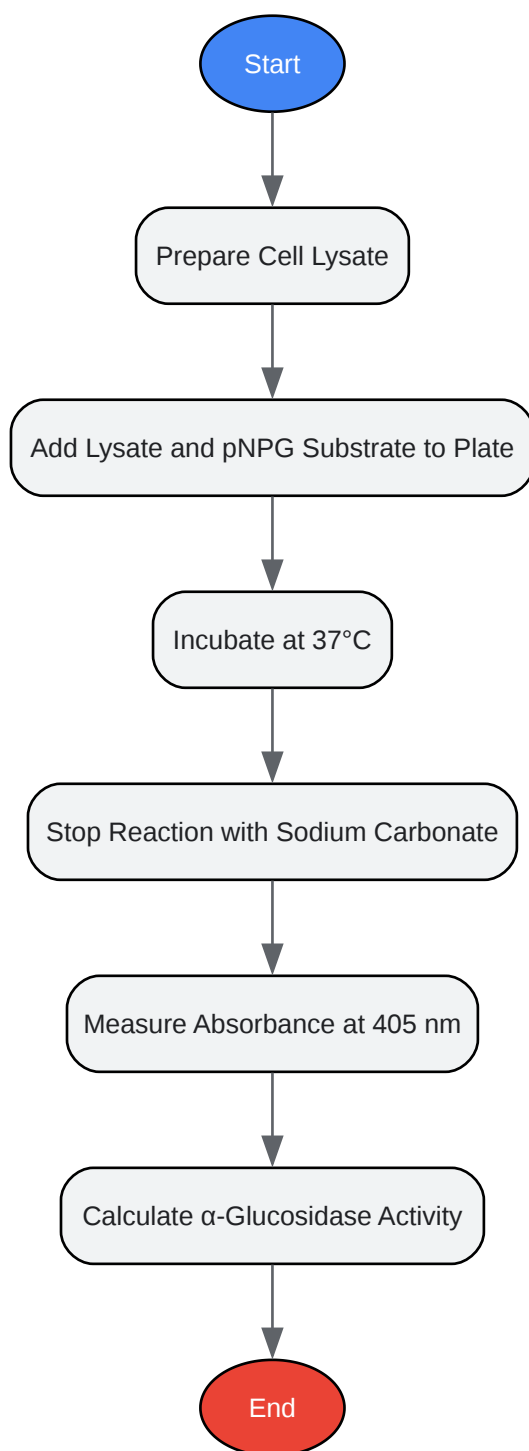 Start
Prepare Cell Lysate
Add Lysate and pNPG Substrate to Plate
Incubate at 37°C
Stop Reaction with Sodium Carbonate
Measure Absorbance at 405 nm
Calculate α-Glucosidase Activity
End